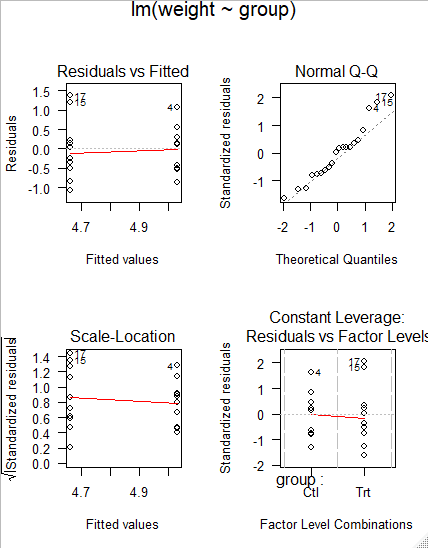 lm(weight ~ group)
Residuals vs Fitted
Residuals
1.5
1.0
0.5
0.0
-0.5
-1.0
17
15
4
4.7 4.9
Fitted values
Normal Q-Q
Standardized residuals
2
1
0
-1
17
15
4
-2 -1 0 1 2
Theoretical Quantiles
Scale-Location
√|Standardized residuals|
1.4
1.2
1.0
0.8
0.6
0.4
0.2
0.0
17
15
4
4.7 4.9
Fitted values
Constant Leverage:
Residuals vs Factor Levels
Standardized residuals
2
1
0
-1
-2
4
17
15
group :
Ctl Trt
Factor Level Combinations